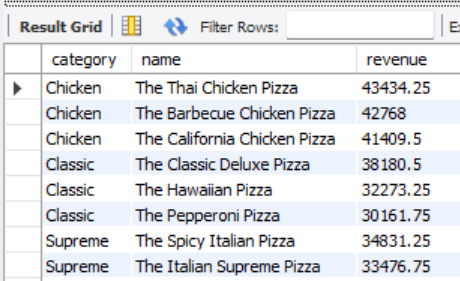 Result Grid Filter Rows:
category name revenue
Chicken The Thai Chicken Pizza 43434.25
Chicken The Barbecue Chicken Pizza 42768
Chicken The California Chicken Pizza 41409.5
Classic The Classic Deluxe Pizza 38180.5
Classic The Hawaiian Pizza 32273.25
Classic The Pepperoni Pizza 30161.75
Supreme The Spicy Italian Pizza 34831.25
Supreme The Italian Supreme Pizza 33476.75